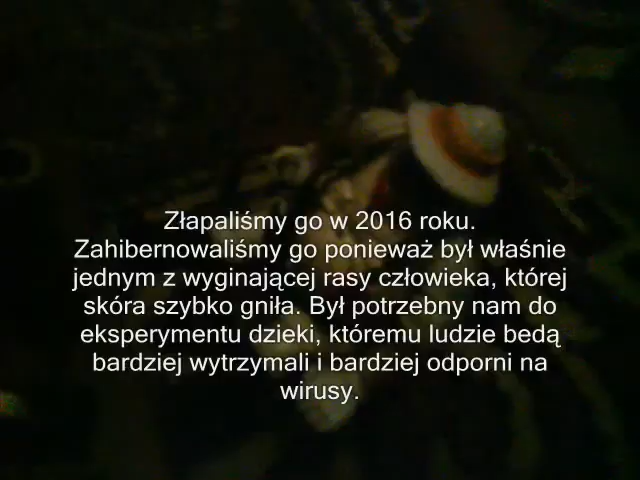 Złapaliśmy go w 2016 roku.
Zahibernowaliśmy go ponieważ był właśnie
jednym z wyginającej rasy człowieka, której
skóra szybko gniła. Był potrzebny nam do
eksperymentu dzieki, któremu ludzie bedą
bardziej wytrzymali i bardziej odporni na
wirusy.